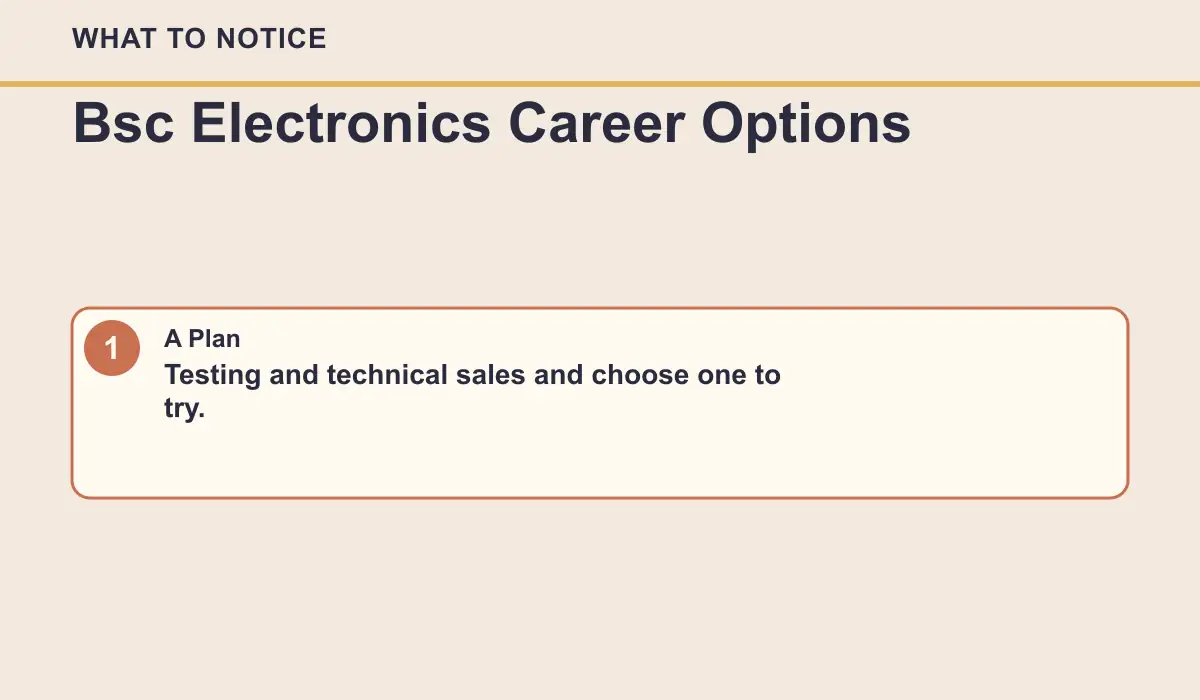 WHAT TO NOTICE
Bsc Electronics Career Options
1
A Plan
Testing and technical sales and choose one to
try.